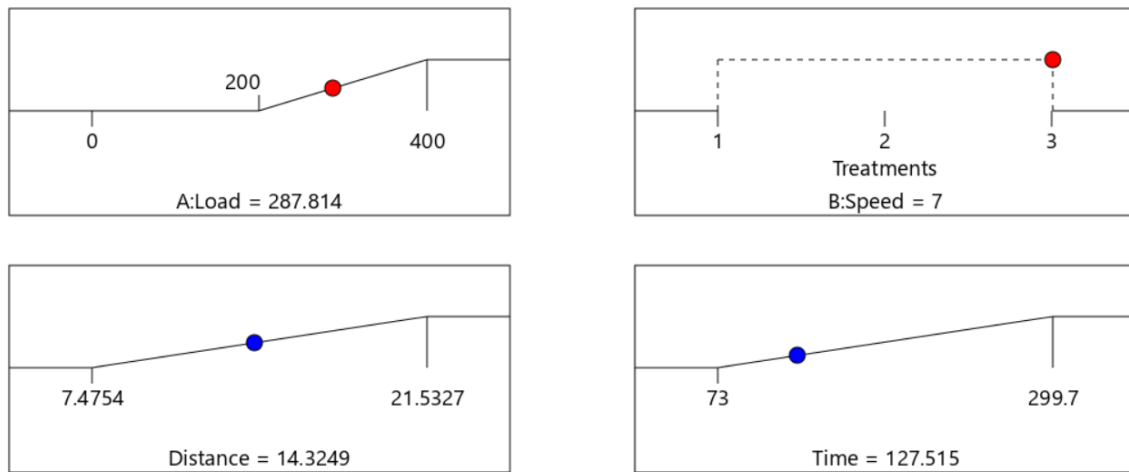 200
0
400
A:Load = 287.814
1
2
3
Treatments
B:Speed = 7
7.4754
21.5327
Distance = 14.3249
73
299.7
Time = 127.515